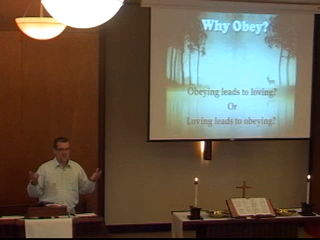 Why Obey?
Obeying leads to loving?
Or
Loving leads to obeying?